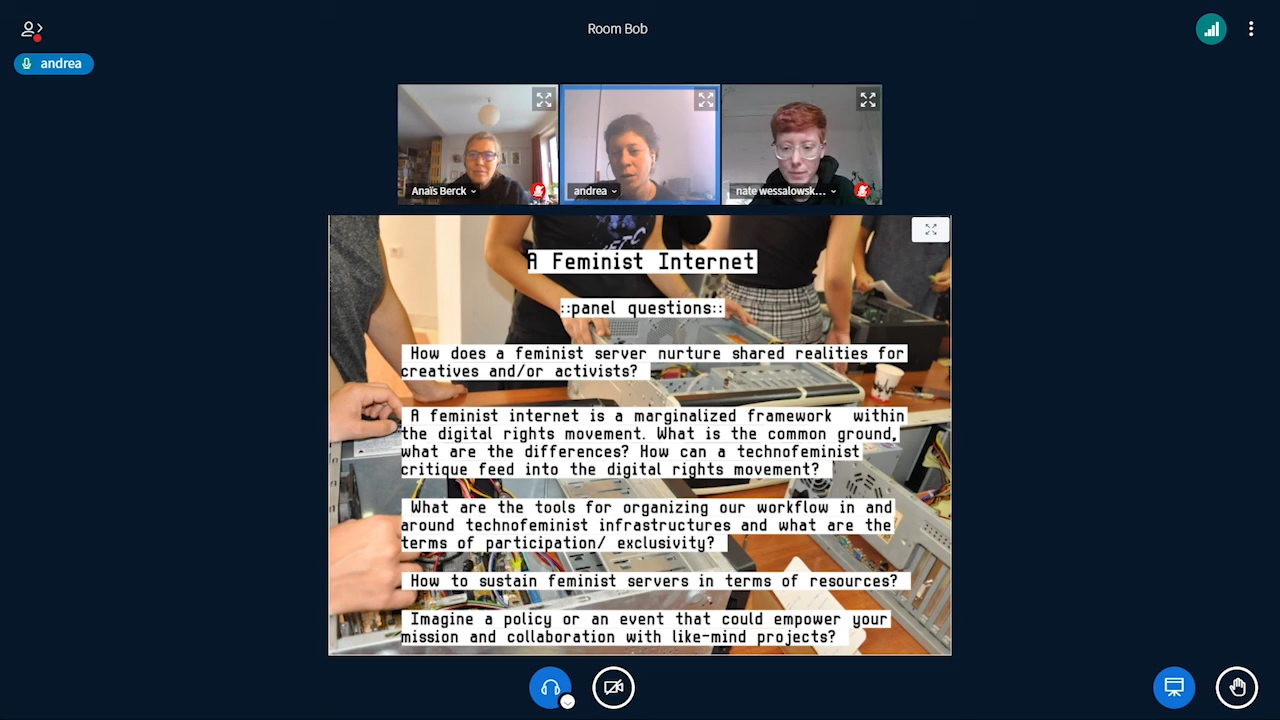 Room Bob
andrea
Anaïs Berck
andrea
nate wessalowsk...
A Feminist Internet
::panel questions::
How does a feminist server nurture shared realities for
creatives and/or activists?
A feminist internet is a marginalized framework within
the digital rights movement. What is the common ground,
what are the differences? How can a technofeminist
critique feed into the digital rights movement?
What are the tools for organizing our workflow in and
around technofeminist infrastructures and what are the
terms of participation/ exclusivity?
How to sustain feminist servers in terms of resources?
Imagine a policy or an event that could empower your
mission and collaboration with like-mind projects?